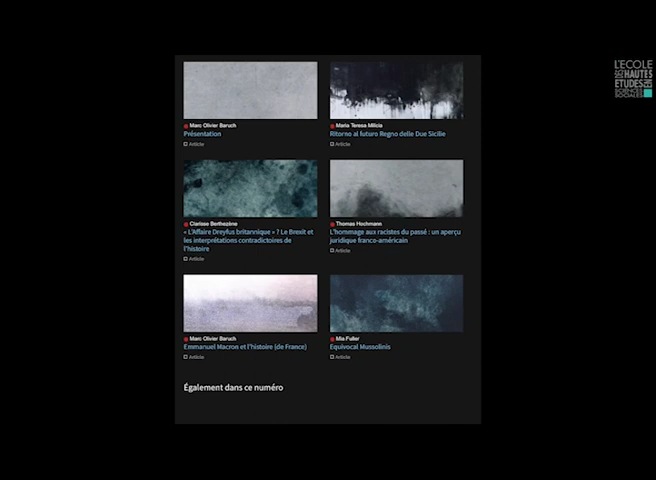 L'ECOLE
DES HAUTES
ETUDES EN
SCIENCES
SOCIALES
Marc Olivier Baruch
Présentation
Article
Maria Teresa Milicia
Ritorno al futuro Regno delle Due Sicilie
Article
Clarisse Berthezène
« L'Affaire Dreyfus britannique » ? Le Brexit et
les interprétations contradictoires de
l'histoire
Article
Thomas Hochmann
L'hommage aux racistes du passé : un aperçu
juridique franco-américain
Article
Marc Olivier Baruch
Emmanuel Macron et l'histoire (de France)
Article
Mia Fuller
Equivocal Mussolinis
Article
Également dans ce numéro